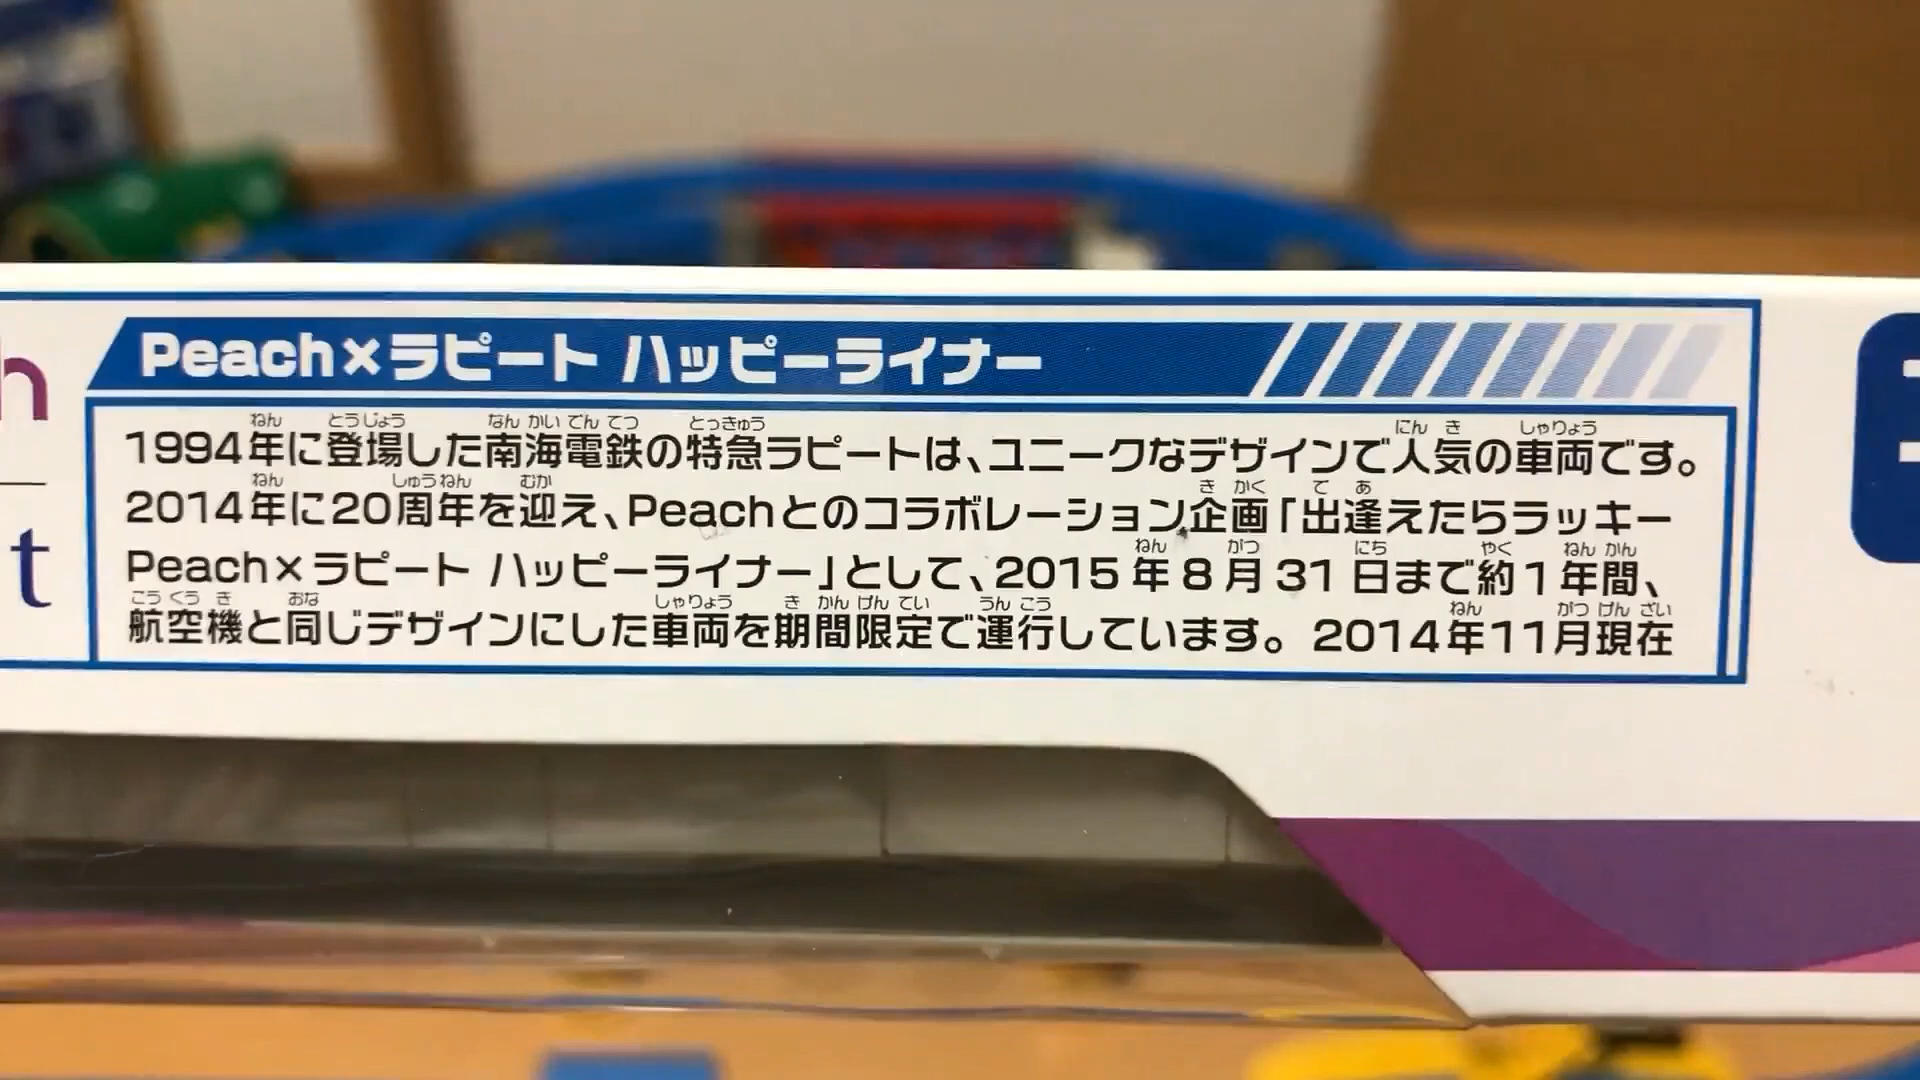 Peach×ラピート ハッピーライナー
1994年に登場した南海電鉄の特急ラピートは、ユニークなデザインで人気の車両です。
2014年に20周年を迎え、Peachとのコラボレーション企画「出逢えたらラッキー
Peach×ラピート ハッピーライナー」として、2015年8月31日まで約1年間、
航空機と同じデザインにした車両を期間限定で運行しています。2014年11月現在
h
t